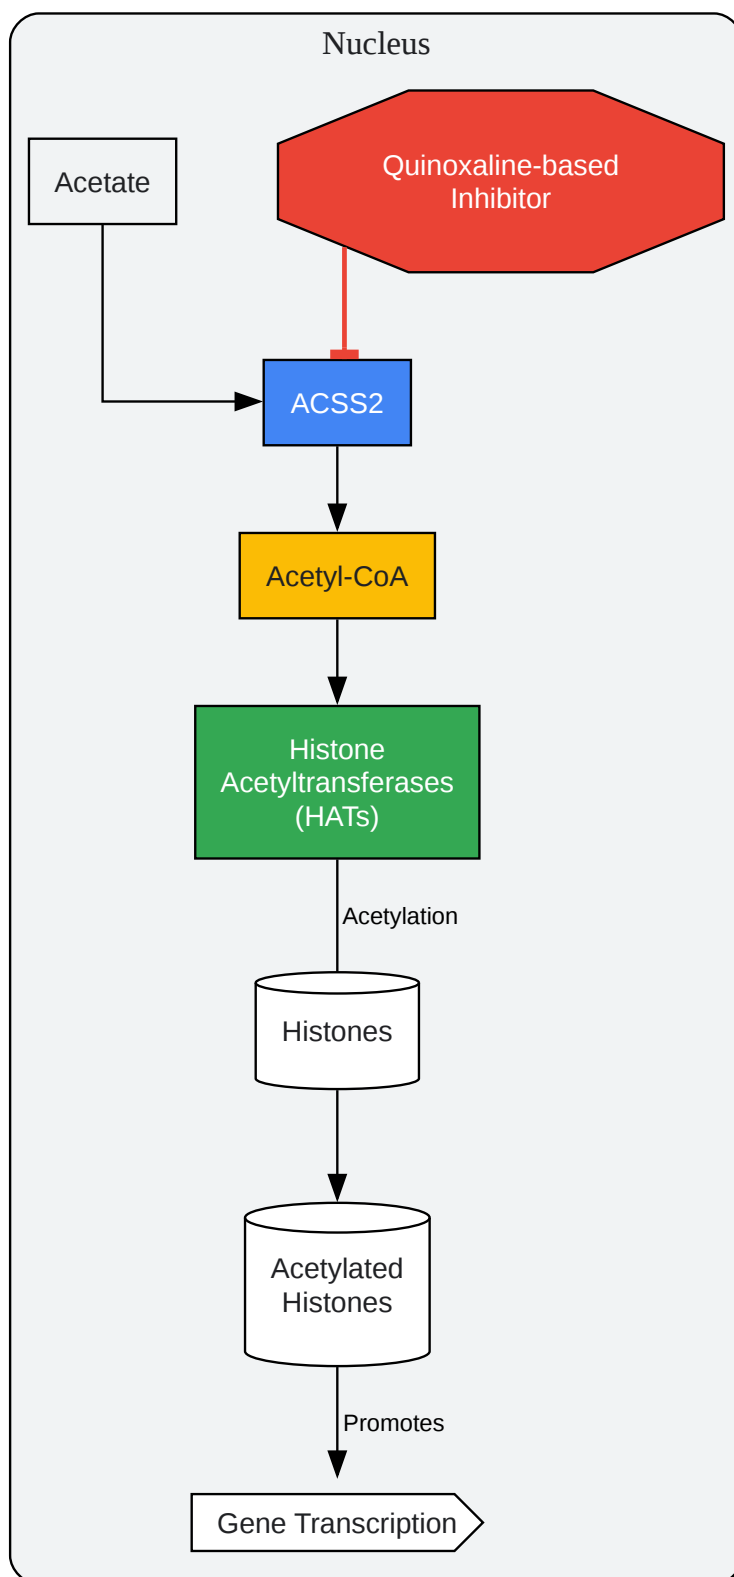 Nucleus
Acetate
Quinoxaline-based
Inhibitor
ACSS2
Acetyl-CoA
Histone
Acetyltransferases
(HATs)
Acetylation
Histones
Acetylated
Histones
Promotes
Gene Transcription